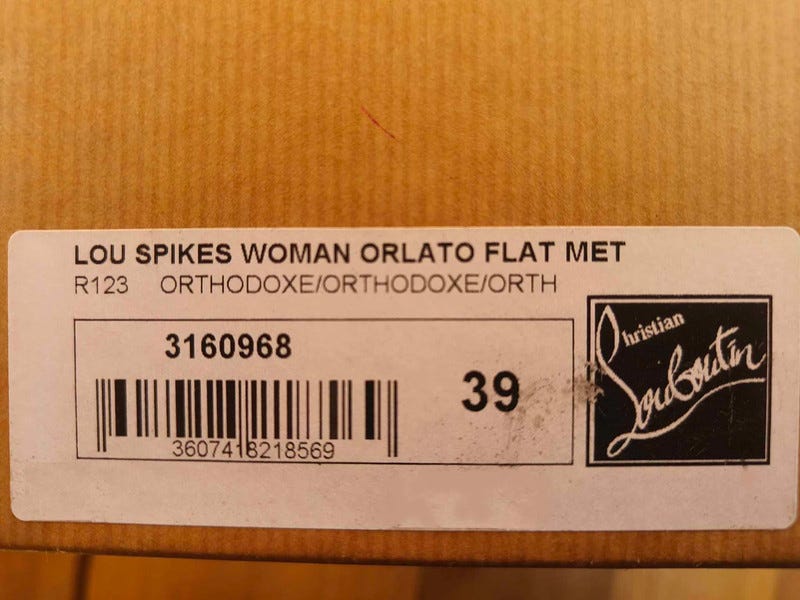 LOU SPIKES WOMAN ORLATO FLAT MET
R123 ORTHODOXE/ORTHODOXE/ORTH
3160968
39
3607418218569
Christian
Louboutin